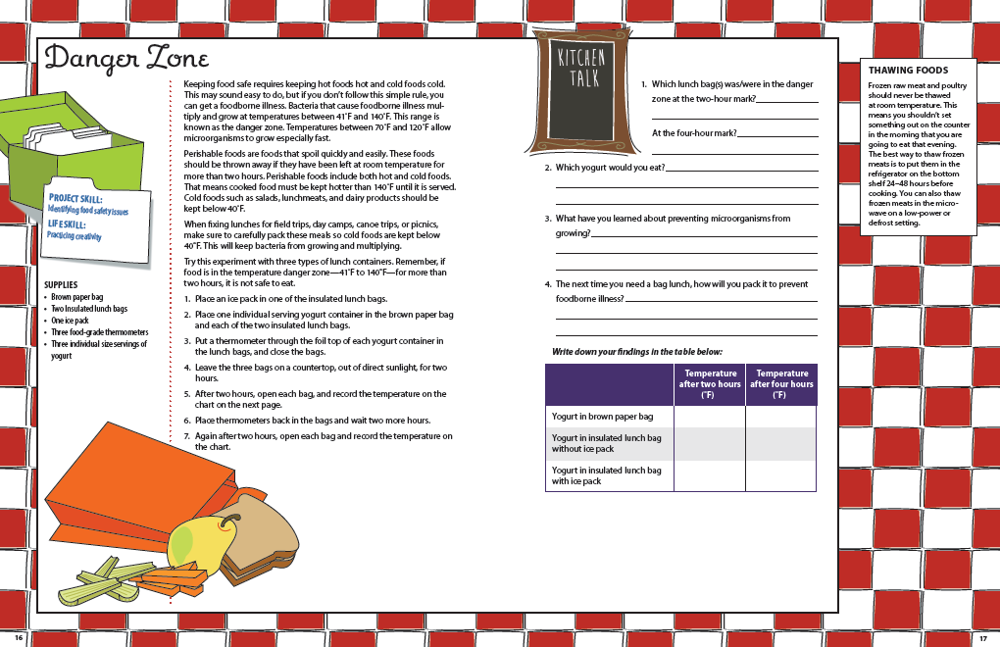 Danger Zone
Keeping food safe requires keeping hot foods hot and cold foods cold.
This may sound easy to do, but if you don't follow this simple rule, you
can get a foodborne illness. Bacteria that cause foodborne illness mul-
tiply and grow at temperatures between 41˚F and 140˚F. This range is
known as the danger zone. Temperatures between 70˚F and 120˚F allow
microorganisms to grow especially fast.
Perishable foods are foods that spoil quickly and easily. These foods
should be thrown away if they have been left at room temperature for
more than two hours. Perishable foods include both hot and cold foods.
That means cooked food must be kept hotter than 140˚F until it is served.
Cold foods such as salads, lunchmeats, and dairy products should be
kept below 40˚F.
When fixing lunches for field trips, day camps, canoe trips, or picnics,
make sure to carefully pack these meals so cold foods are kept below
40˚F. This will keep bacteria from growing and multiplying.
Try this experiment with three types of lunch containers. Remember, if
food is in the temperature danger zone—41˚F to 140˚F—for more than
two hours, it is not safe to eat.
1. Place an ice pack in one of the insulated lunch bags.
2. Place one individual serving yogurt container in the brown paper bag
and each of the two insulated lunch bags.
3. Put a thermometer through the foil top of each yogurt container in
the lunch bags, and close the bags.
4. Leave the three bags on a countertop, out of direct sunlight, for two
hours.
5. After two hours, open each bag, and record the temperature on the
chart on the next page.
6. Place thermometers back in the bags and wait two more hours.
7. Again after two hours, open each bag and record the temperature on
the chart.
PROJECT SKILL:
Identifying food safety issues
LIFE SKILL:
Practicing creativity
SUPPLIES
• Brown paper bag
• Two Insulated lunch bags
• One ice pack
• Three food-grade thermometers
• Three individual size servings of
yogurt
16
KITCHEN
TALK
1. Which lunch bag(s) was/were in the danger
zone at the two-hour mark?
At the four-hour mark?
2. Which yogurt would you eat?
3. What have you learned about preventing microorganisms from
growing?
4. The next time you need a bag lunch, how will you pack it to prevent
foodborne illness?
Write down your findings in the table below:
Temperature after two hours (˚F)
Temperature after four hours (˚F)
Yogurt in brown paper bag
Yogurt in insulated lunch bag
without ice pack
Yogurt in insulated lunch bag
with ice pack
THAWING FOODS
Frozen raw meat and poultry
should never be thawed
at room temperature. This
means you shouldn't set
something out on the counter
in the morning that you are
going to eat that evening.
The best way to thaw frozen
meats is to put them in the
refrigerator on the bottom
shelf 24–48 hours before
cooking. You can also thaw
frozen meats in the micro-
wave on a low-power or
defrost setting.
17